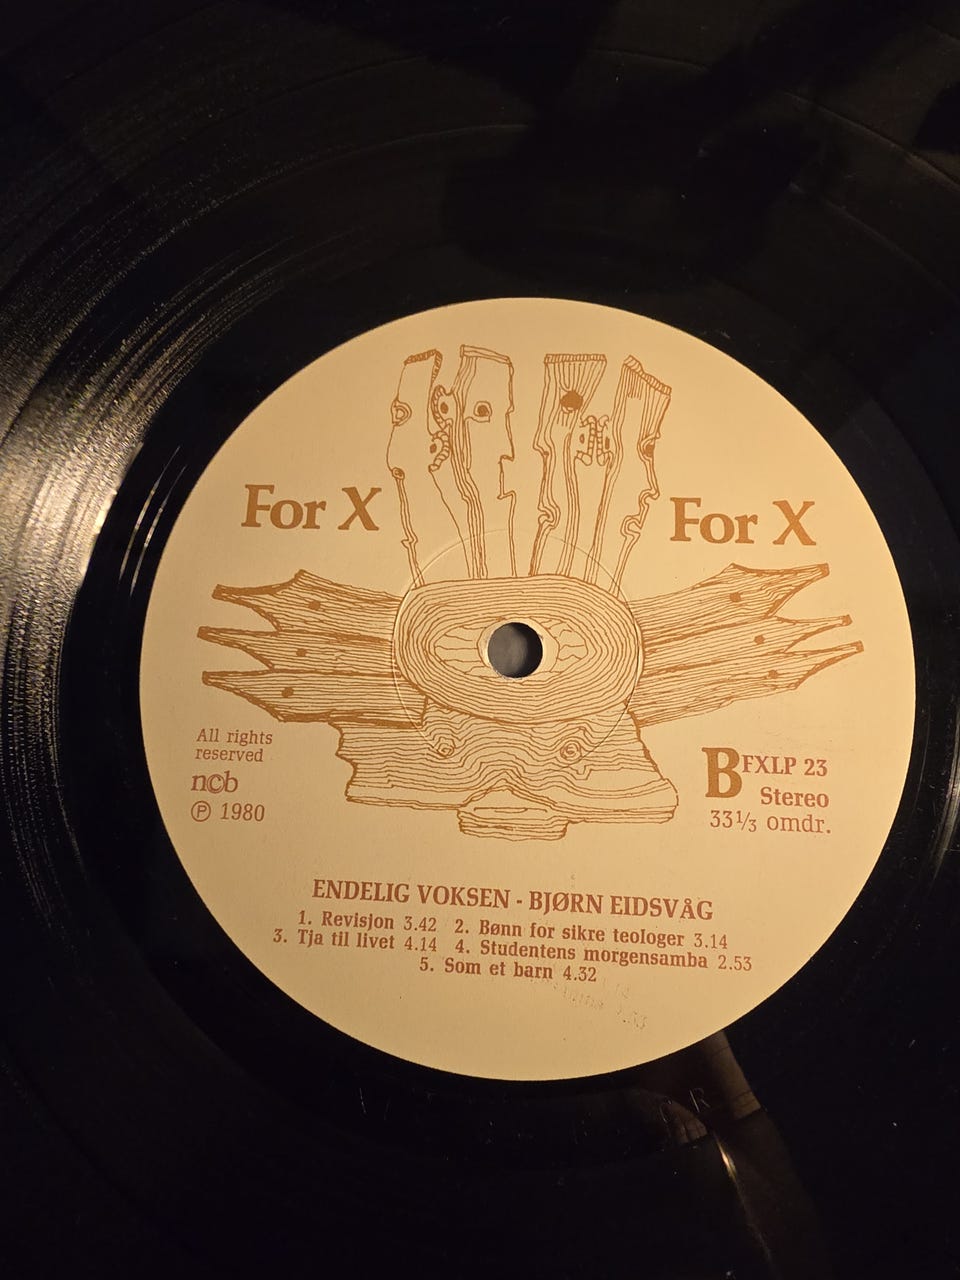 For X For X
All rights
reserved
ncb
Ⓟ 1980
B FXLP 23
Stereo
33⅓ omdr.
ENDELIG VOKSEN - BJØRN EIDSVÅG
1. Revisjon 3.42 2. Bønn for sikre teologer 3.14
3. Tja til livet 4.14 4. Studentens morgensamba 2.53
5. Som et barn 4.32